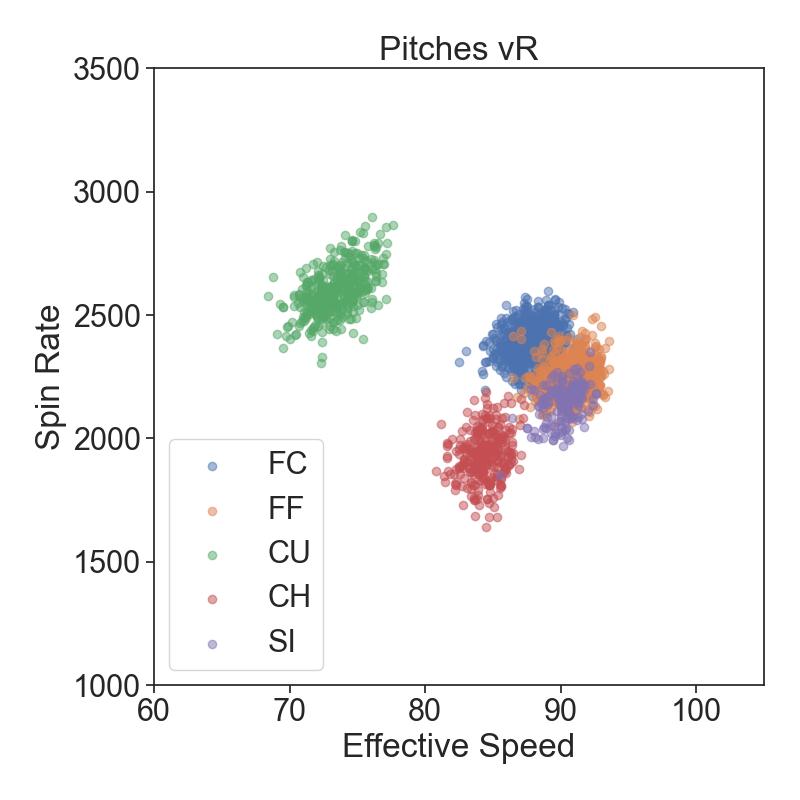 Pitches vR
3500
3000
2500
2000
1500
1000
Spin Rate
FC
FF
CU
CH
SI
60 70 80 90 100
Effective Speed